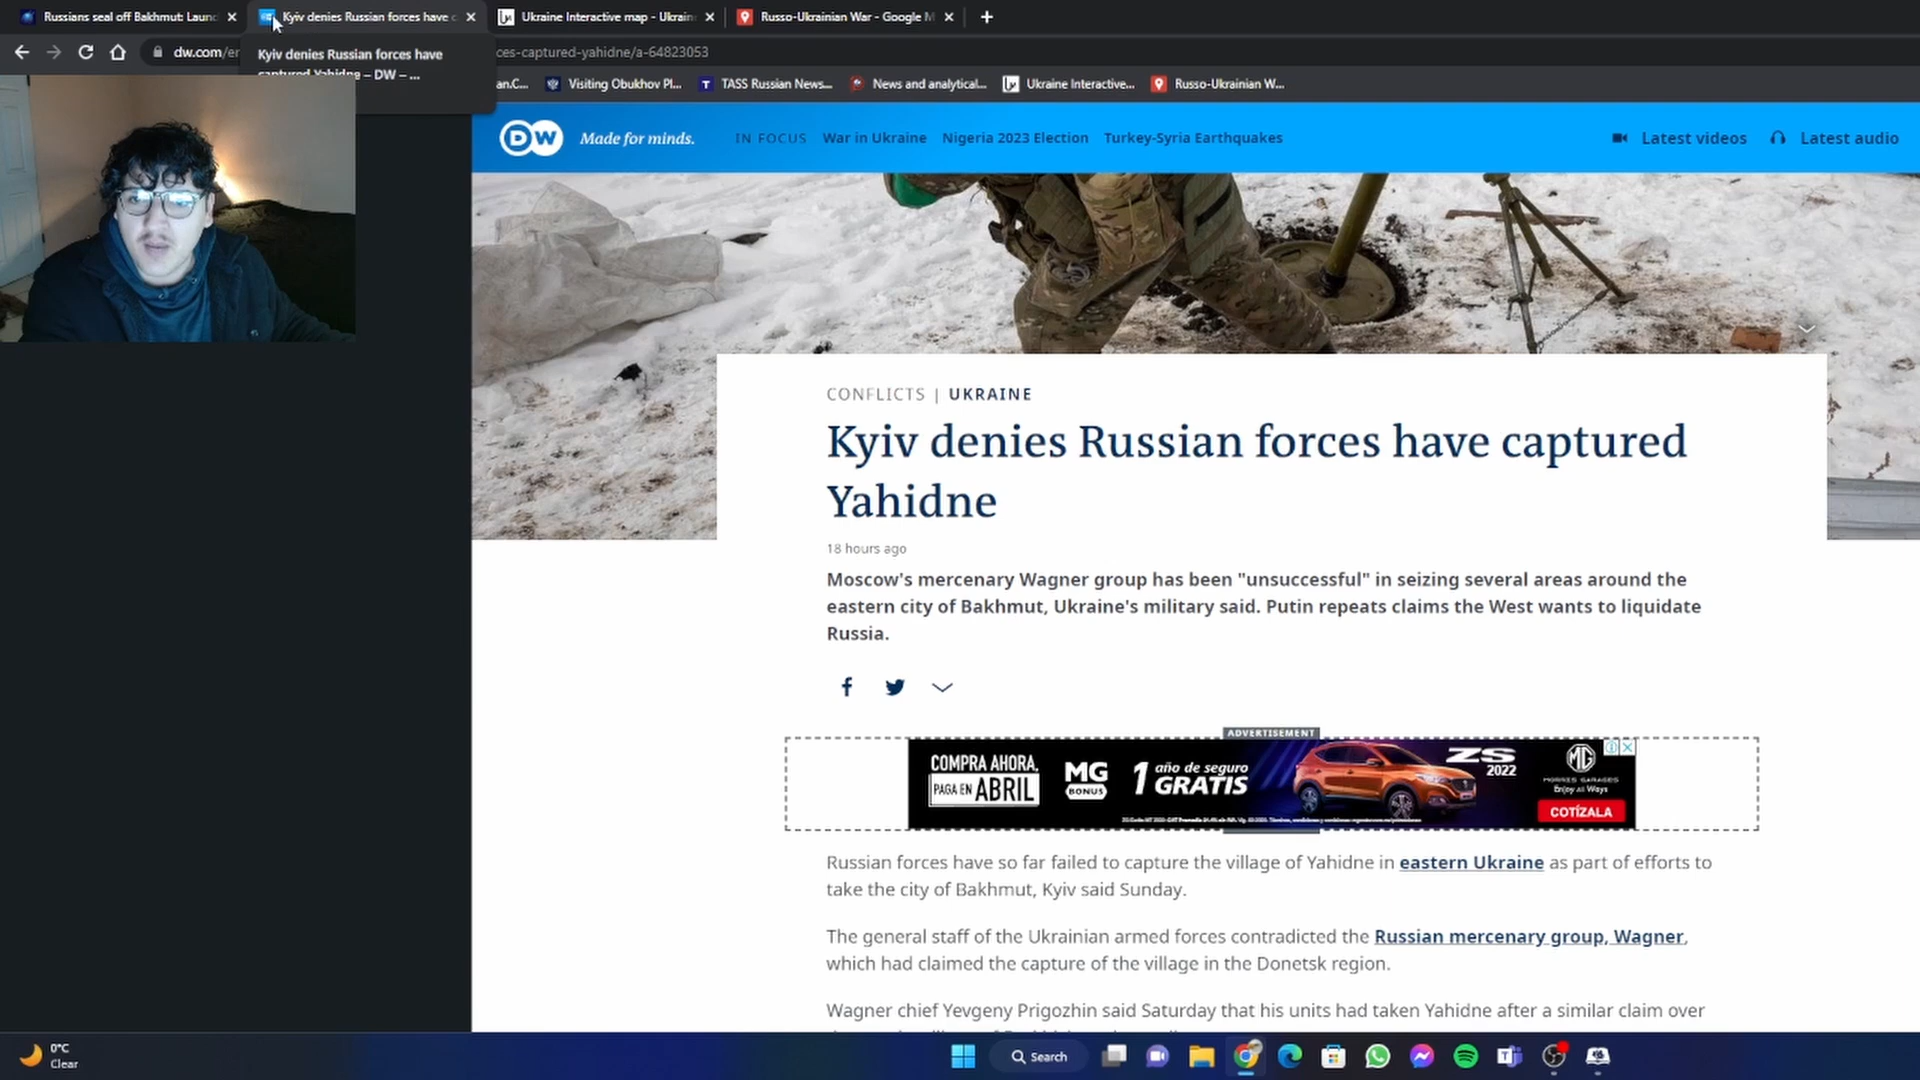 Russians seal off Bakhmut: Laun
Kyiv denies Russian forces have c
Ukraine Interactive map - Ukrain
Russo-Ukrainian War - Google M
dw.com/en
ces-captured-yahidne/a-64823053
Kyiv denies Russian forces have
captured Yahidne – DW – ...
an.C...
Visiting Obukhov Pl...
TASS Russian News...
News and analytical...
Ukraine Interactive...
Russo-Ukrainian W...
DW
Made for minds.
IN FOCUS
War in Ukraine
Nigeria 2023 Election
Turkey-Syria Earthquakes
Latest videos
Latest audio
CONFLICTS | UKRAINE
Kyiv denies Russian forces have captured
Yahidne
18 hours ago
Moscow's mercenary Wagner group has been "unsuccessful" in seizing several areas around the
eastern city of Bakhmut, Ukraine's military said. Putin repeats claims the West wants to liquidate
Russia.
ADVERTISEMENT
COMPRA AHORA,
PAGA EN ABRIL
MG
BONUS
1 año de seguro
GRATIS
ZS
2022
MG
MORRIS GARAGES
Enjoy All Ways
COTÍZALA
Russian forces have so far failed to capture the village of Yahidne in eastern Ukraine as part of efforts to
take the city of Bakhmut, Kyiv said Sunday.
The general staff of the Ukrainian armed forces contradicted the Russian mercenary group, Wagner,
which had claimed the capture of the village in the Donetsk region.
Wagner chief Yevgeny Prigozhin said Saturday that his units had taken Yahidne after a similar claim over
0°C
Clear
Search